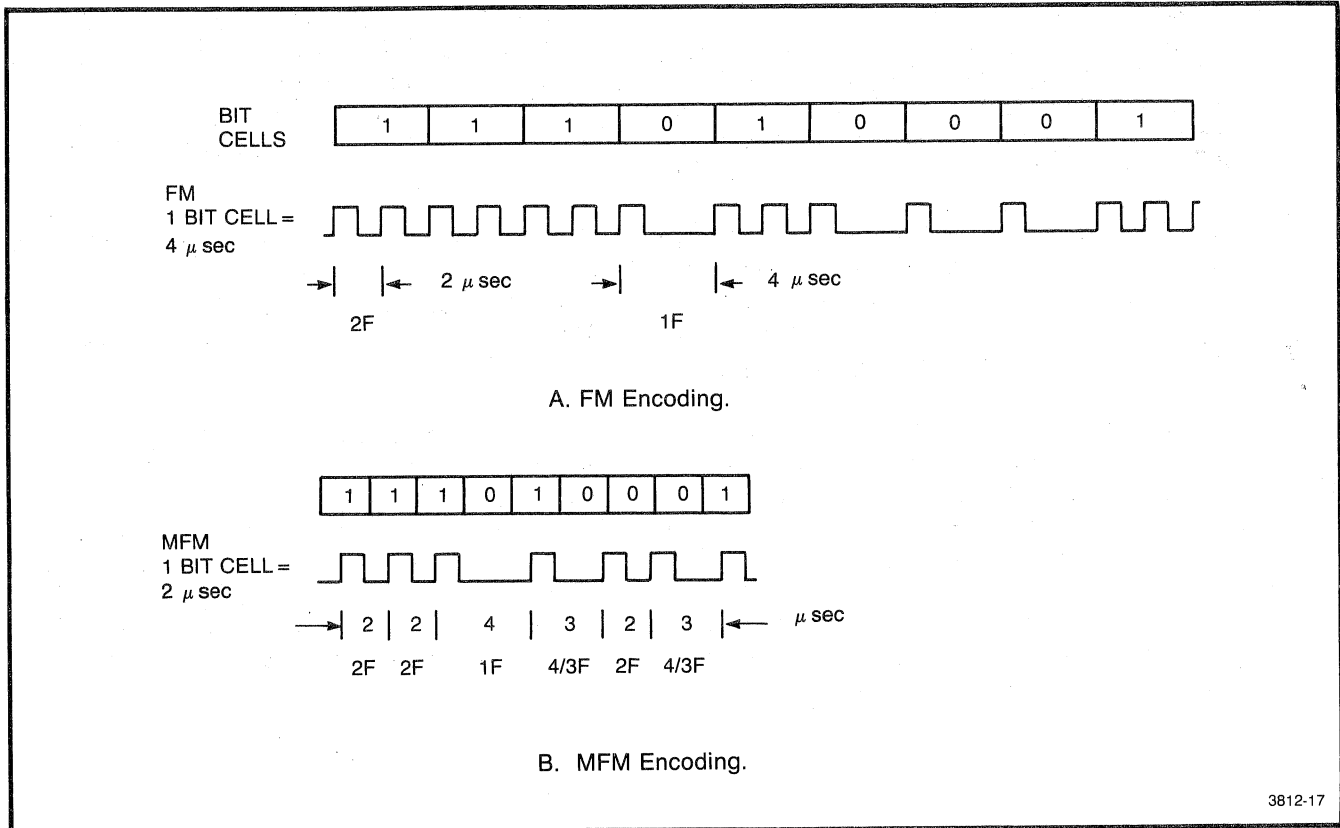 BIT
CELLS
1 1 1 0 1 0 0 0 1
FM
1 BIT CELL =
4 μ sec
2 μ sec
4 μ sec
2F
1F
A. FM Encoding.
1 1 1 0 1 0 0 0 1
MFM
1 BIT CELL =
2 μ sec
2 2 4 3 2 3 μ sec
2F 2F 1F 4/3F 2F 4/3F
B. MFM Encoding.
3812-17